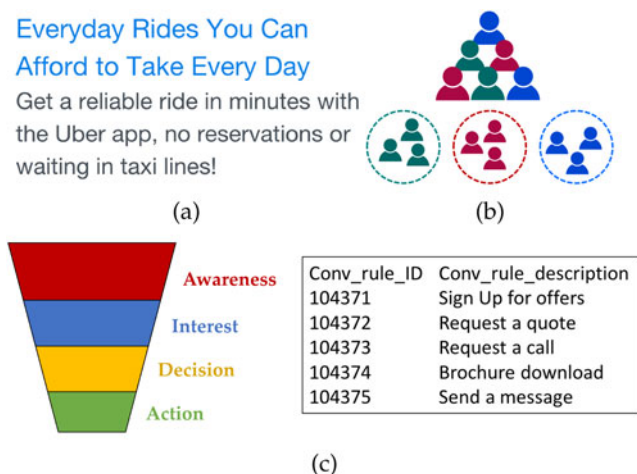 Everyday Rides You Can
Afford to Take Every Day
Get a reliable ride in minutes with
the Uber app, no reservations or
waiting in taxi lines!
(a)
(b)
Awareness
Interest
Decision
Action
Conv_rule_ID Conv_rule_description
104371 Sign Up for offers
104372 Request a quote
104373 Request a call
104374 Brochure download
104375 Send a message
(c)